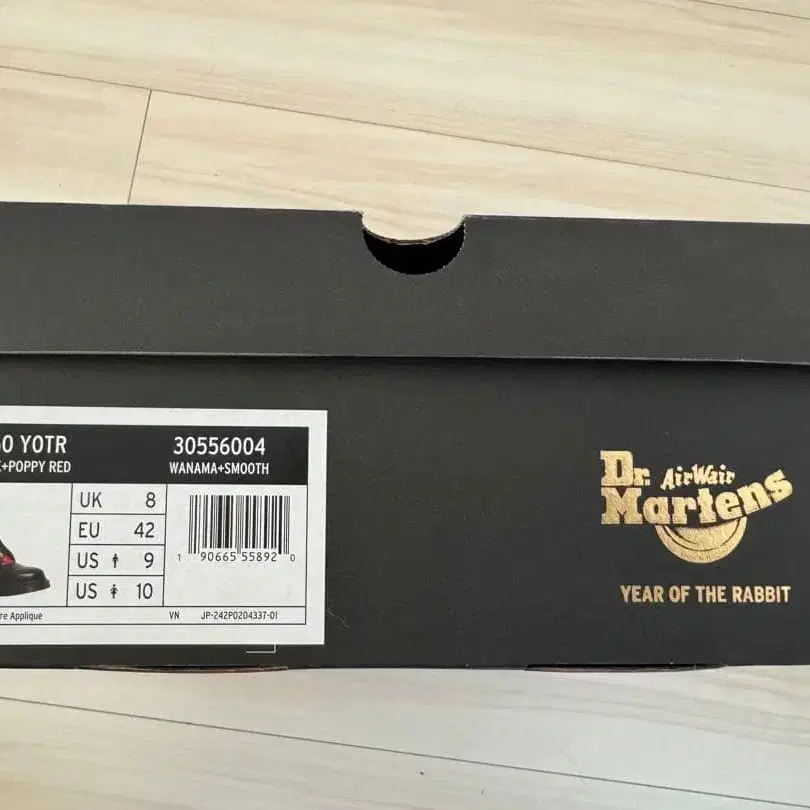 0 YOTR 30556004
+POPPY RED WANAMA+SMOOTH
UK 8
EU 42
US 9
US 10
1 90665 55892 0
re Applique VN JP-242P0204337-01
Dr. AirWair
Martens
YEAR OF THE RABBIT